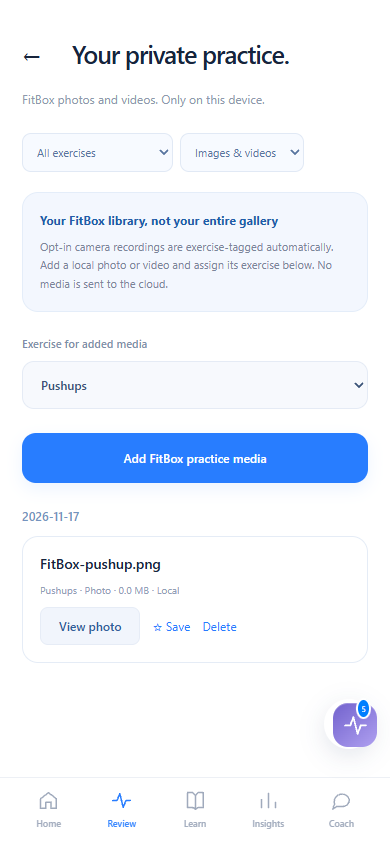 ← Your private practice.
FitBox photos and videos. Only on this device.
All exercises
Images & videos
Your FitBox library, not your entire gallery
Opt-in camera recordings are exercise-tagged automatically.
Add a local photo or video and assign its exercise below. No
media is sent to the cloud.
Exercise for added media
Pushups
Add FitBox practice media
2026-11-17
FitBox-pushup.png
Pushups · Photo · 0.0 MB · Local
View photo
☆ Save
Delete
5
Home
Review
Learn
Insights
Coach